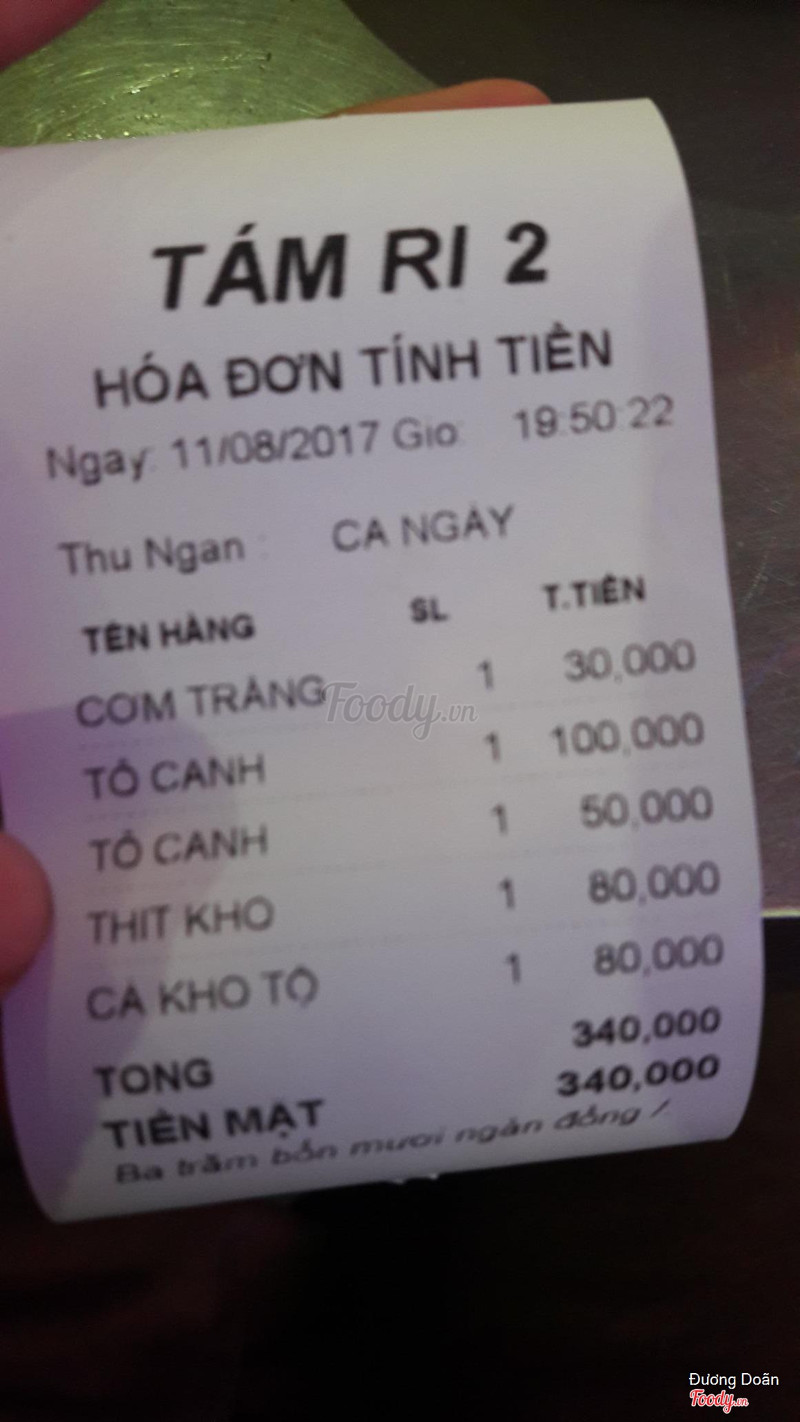 TÁM RI 2
HÓA ĐƠN TÍNH TIỀN
Ngay: 11/08/2017 Gio: 19:50:22
Thu Ngan : CA NGÀY
TÊN HÀNG SL T.TIỀN
CƠM TRẮNG 1 30,000
TÔ CANH 1 100,000
TÔ CANH 1 50,000
THIT KHO 1 80,000
CA KHO TỘ 1 80,000
TONG 340,000
TIỀN MẶT 340,000
Ba trăm bốn mươi ngàn đồng /
Foody.vn
Đương Doãn
Foody.vn